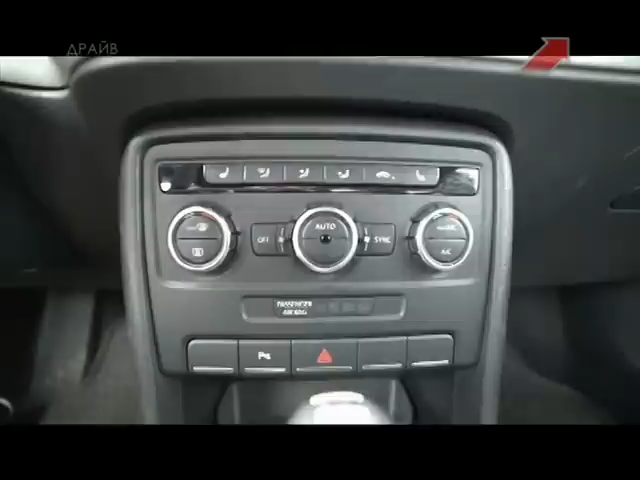 ДРАЙВ
AUTO
OFF
SYNC
A/C
PASSENGER
AIR BAG